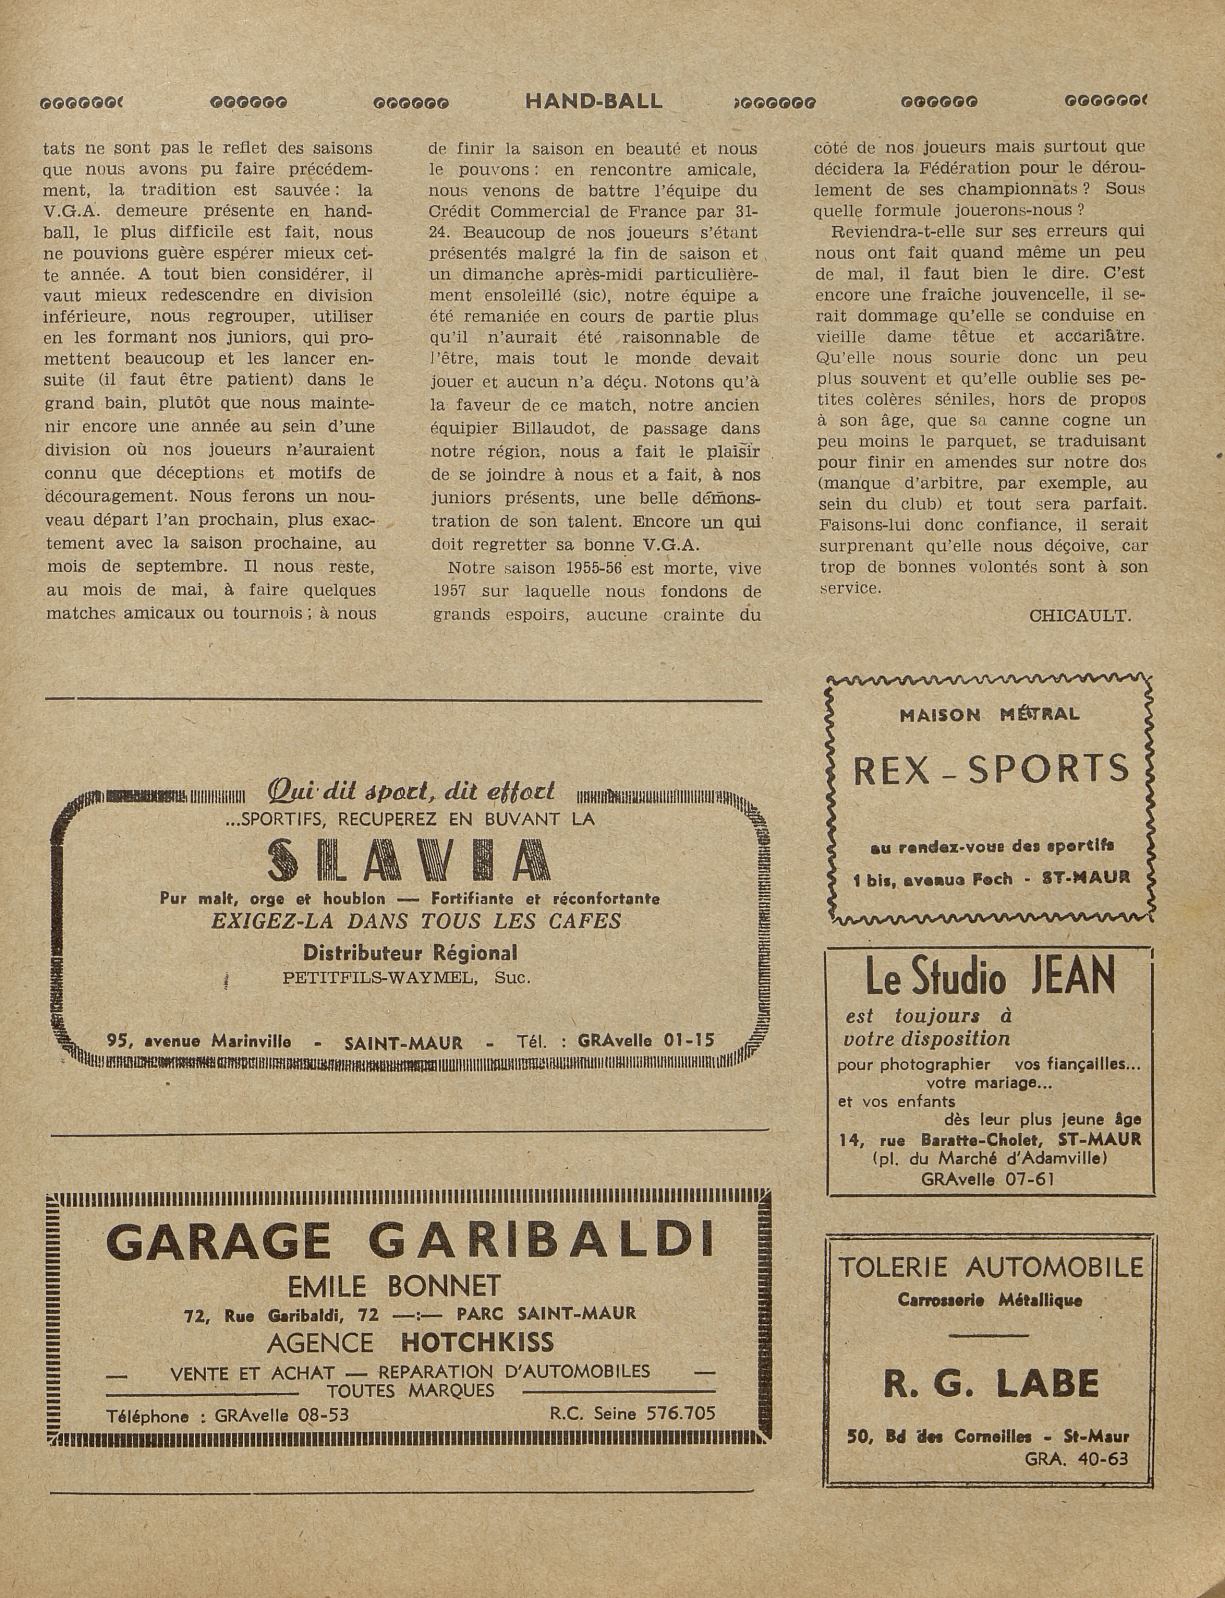 HAND-BALL
tats ne sont pas le reflet des saisons
que nous avons pu faire précédem-
ment, la tradition est sauvée : la
V.G.A. demeure présente en hand-
ball, le plus difficile est fait, nous
ne pouvions guère espérer mieux cet-
te année. A tout bien considérer, il
vaut mieux redescendre en division
inférieure, nous regrouper, utiliser
en les formant nos juniors, qui pro-
mettent beaucoup et les lancer en-
suite (il faut être patient) dans le
grand bain, plutôt que nous mainte-
nir encore une année au sein d'une
division où nos joueurs n'auraient
connu que déceptions et motifs de
découragement. Nous ferons un nou-
veau départ l'an prochain, plus exac-
tement avec la saison prochaine, au
mois de septembre. Il nous reste,
au mois de mai, à faire quelques
matches amicaux ou tournois ; à nous
de finir la saison en beauté et nous
le pouvons : en rencontre amicale,
nous venons de battre l'équipe du
Crédit Commercial de France par 31-
24. Beaucoup de nos joueurs s'étant
présentés malgré la fin de saison et
un dimanche après-midi particulière-
ment ensoleillé (sic), notre équipe a
été remaniée en cours de partie plus
qu'il n'aurait été raisonnable de
l'être, mais tout le monde devait
jouer et aucun n'a déçu. Notons qu'à
la faveur de ce match, notre ancien
équipier Billaudot, de passage dans
notre région, nous a fait le plaisir
de se joindre à nous et a fait, à nos
juniors présents, une belle démons-
tration de son talent. Encore un qui
doit regretter sa bonne V.G.A.
Notre saison 1955-56 est morte, vive
1957 sur laquelle nous fondons de
grands espoirs, aucune crainte du
côté de nos joueurs mais surtout que
décidera la Fédération pour le dérou-
lement de ses championnats ? Sous
quelle formule jouerons-nous ?
Reviendra-t-elle sur ses erreurs qui
nous ont fait quand même un peu
de mal, il faut bien le dire. C'est
encore une fraîche jouvencelle, il se-
rait dommage qu'elle se conduise en
vieille dame têtue et accariâtre.
Qu'elle nous sourie donc un peu
plus souvent et qu'elle oublie ses pe-
tites colères séniles, hors de propos
à son âge, que sa canne cogne un
peu moins le parquet, se traduisant
pour finir en amendes sur notre dos
(manque d'arbitre, par exemple, au
sein du club) et tout sera parfait.
Faisons-lui donc confiance, il serait
surprenant qu'elle nous déçoive, car
trop de bonnes volontés sont à son
service.
CHICAULT.
Qui dit sport, dit effort
...SPORTIFS, RECUPEREZ EN BUVANT LA
SLAVIA
Pur malt, orge et houblon — Fortifiante et réconfortante
EXIGEZ-LA DANS TOUS LES CAFES
Distributeur Régional
PETITFILS-WAYMEL, Suc.
95, avenue Marinville - SAINT-MAUR - Tél. : GRAvelle 01-15
GARAGE GARIBALDI
EMILE BONNET
72, Rue Garibaldi, 72 —:— PARC SAINT-MAUR
AGENCE HOTCHKISS
— VENTE ET ACHAT — REPARATION D'AUTOMOBILES —
TOUTES MARQUES
Téléphone : GRAvelle 08-53 R.C. Seine 576.705
MAISON MÉTRAL
REX - SPORTS
au rendez-vous des sportifs
1 bis, avenue Foch - ST-MAUR
Le Studio JEAN
est toujours à
votre disposition
pour photographier vos fiançailles...
votre mariage...
et vos enfants
dès leur plus jeune âge
14, rue Baratte-Cholet, ST-MAUR
(pl. du Marché d'Adamville)
GRAvelle 07-61
TOLERIE AUTOMOBILE
Carrosserie Métallique
R. G. LABE
50, Bd des Corneilles - St-Maur
GRA. 40-63